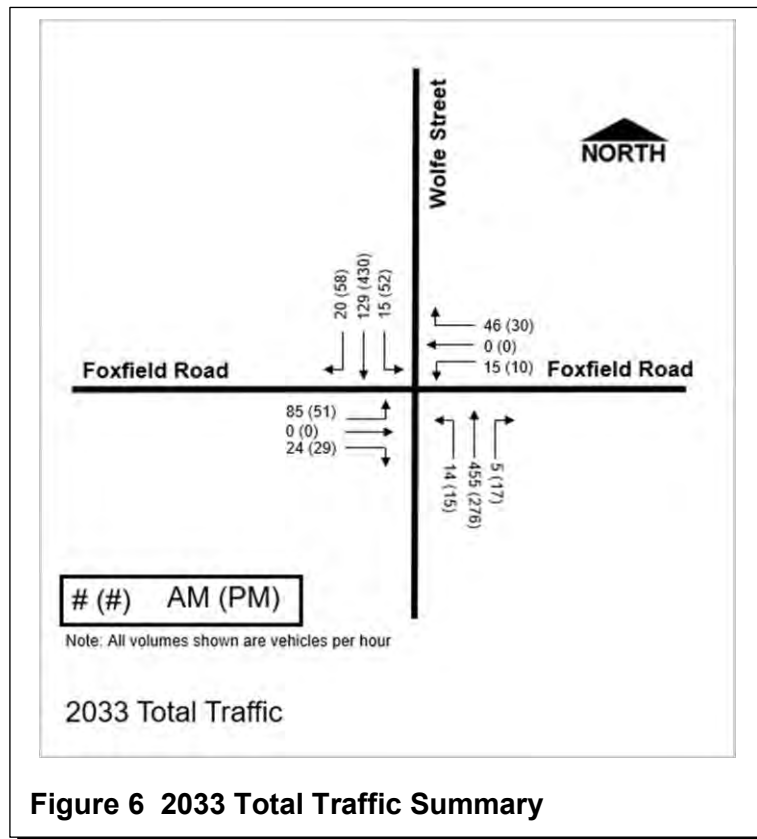 Wolfe Street
NORTH
20 (58)
129 (430)
15 (52)
46 (30)
0 (0)
15 (10)
Foxfield Road
Foxfield Road
85 (51)
0 (0)
24 (29)
14 (15)
455 (276)
5 (17)
# (#) AM (PM)
Note: All volumes shown are vehicles per hour
2033 Total Traffic
Figure 6 2033 Total Traffic Summary